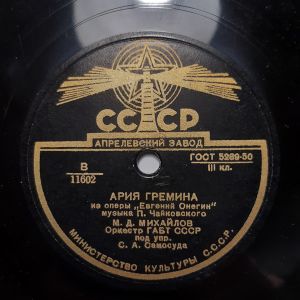 СССР
АПРЕЛЕВСКИЙ ЗАВОД
ГОСТ 5289-50
В
11602
III кл.
АРИЯ ГРЕМИНА
из оперы „Евгений Онегин“
музыка П. Чайковского
М. Д. МИХАЙЛОВ
Оркестр ГАБТ СССР
под упр.
С. А. Самосуда
МИНИСТЕРСТВО КУЛЬТУРЫ С.С.С.Р.